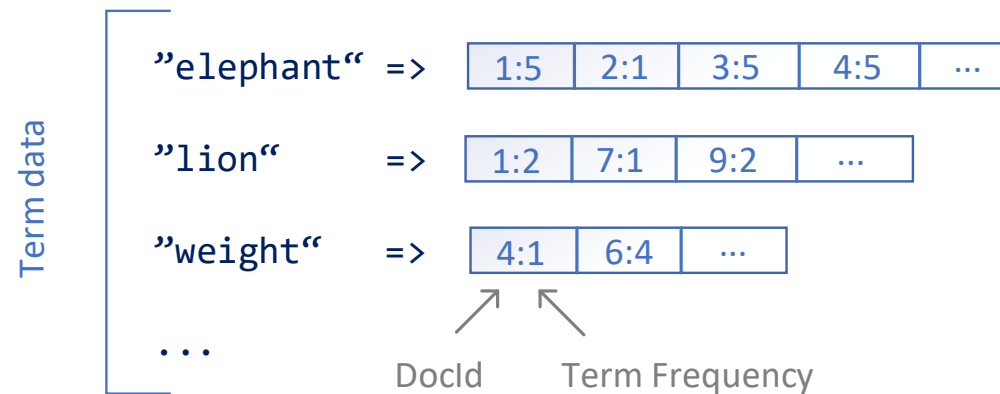 Term data
”elephant“ => 1:5 2:1 3:5 4:5 ...
”lion“ => 1:2 7:1 9:2 ...
”weight“ => 4:1 6:4 ...
...
DocId Term Frequency